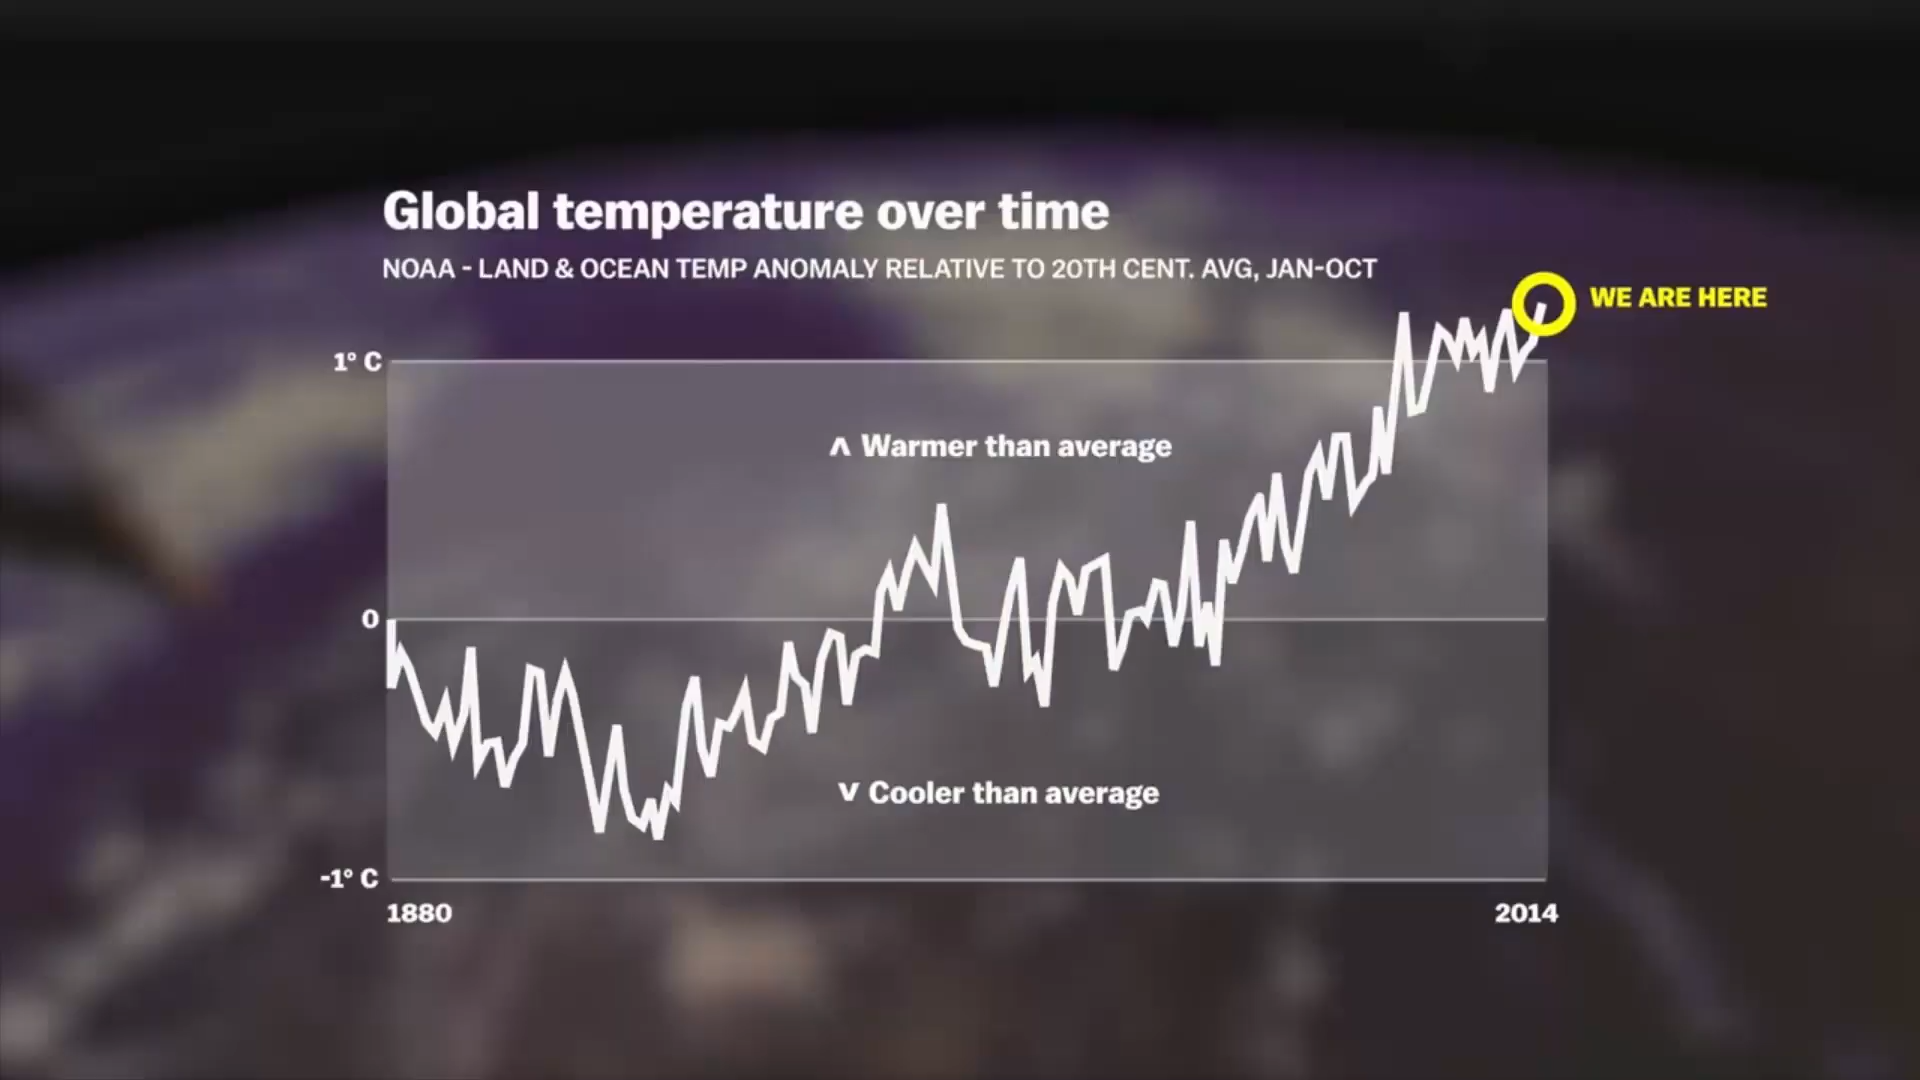 Global temperature over time
NOAA - LAND & OCEAN TEMP ANOMALY RELATIVE TO 20TH CENT. AVG, JAN-OCT
WE ARE HERE
1° C
∧ Warmer than average
0
∨ Cooler than average
-1° C
1880
2014